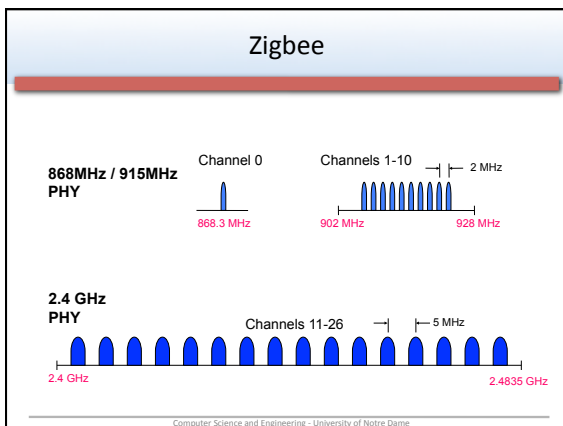 Zigbee
868MHz / 915MHz
PHY
Channel 0
Channels 1-10
2 MHz
868.3 MHz
902 MHz
928 MHz
2.4 GHz
PHY
Channels 11-26
5 MHz
2.4 GHz
2.4835 GHz
Computer Science and Engineering - University of Notre Dame